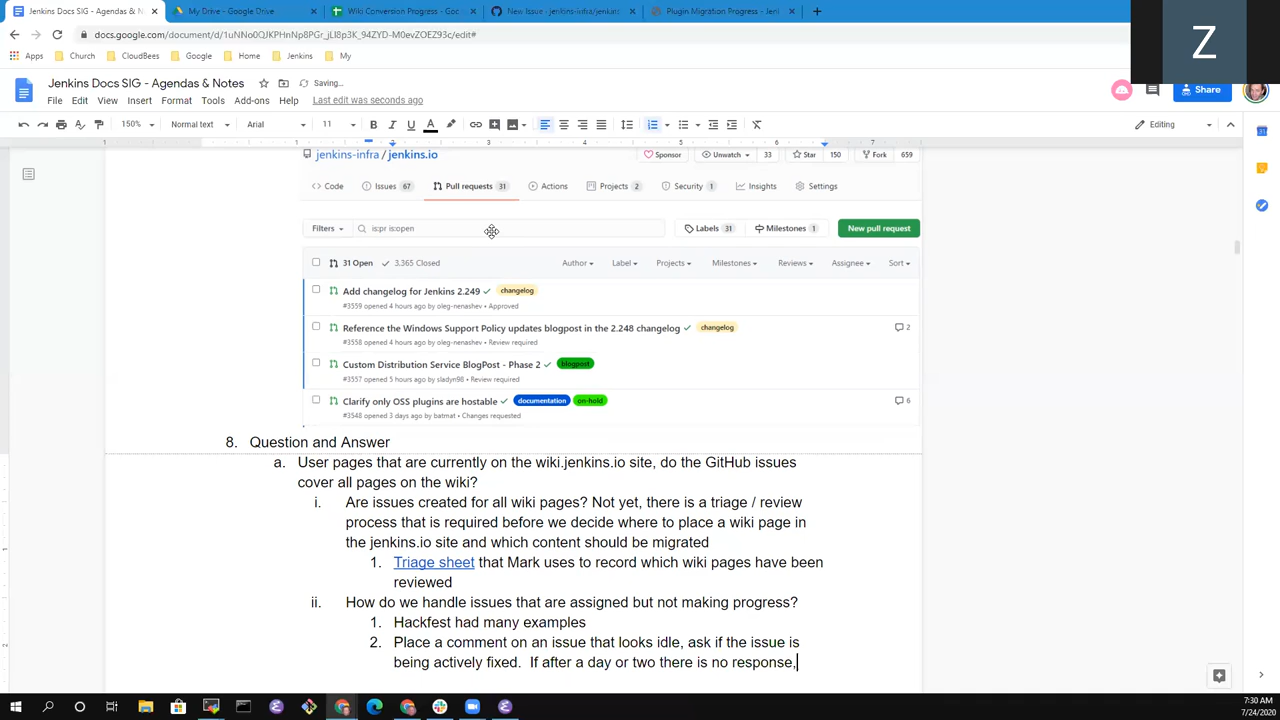 Jenkins Docs SIG - Agendas & N
My Drive - Google Drive
Wiki Conversion Progress - Goo
New Issue · jenkins-infra/jenkins
Plugin Migration Progress - Jenl
docs.google.com/document/d/1uNNo0QJKPHnNp8PGr_jLl8p3K_94ZYD-M0evZOEZ93c/edit#
Apps Church CloudBees Google Home Jenkins My
Z
Jenkins Docs SIG - Agendas & Notes
Saving...
File Edit View Insert Format Tools Add-ons Help Last edit was seconds ago
Share
150% Normal text Arial 11 Editing
1 1 2 3 4 5 6 7
jenkins-infra / jenkins.io
Sponsor Unwatch 33 Star 150 Fork 659
Code Issues 67 Pull requests 31 Actions Projects 2 Security 1 Insights Settings
Filters is:pr is:open Labels 31 Milestones 1 New pull request
31 Open 3,365 Closed Author Label Projects Milestones Reviews Assignee Sort
Add changelog for Jenkins 2.249 changelog
#3559 opened 4 hours ago by oleg-nenashev • Approved
Reference the Windows Support Policy updates blogpost in the 2.248 changelog changelog 2
#3558 opened 4 hours ago by oleg-nenashev • Review required
Custom Distribution Service BlogPost - Phase 2 blogpost
#3557 opened 5 hours ago by sladyn98 • Review required
Clarify only OSS plugins are hostable documentation on-hold 6
#3548 opened 3 days ago by batmat • Changes requested
8. Question and Answer
a. User pages that are currently on the wiki.jenkins.io site, do the GitHub issues
cover all pages on the wiki?
i. Are issues created for all wiki pages? Not yet, there is a triage / review
process that is required before we decide where to place a wiki page in
the jenkins.io site and which content should be migrated
1. Triage sheet that Mark uses to record which wiki pages have been
reviewed
ii. How do we handle issues that are assigned but not making progress?
1. Hackfest had many examples
2. Place a comment on an issue that looks idle, ask if the issue is
being actively fixed. If after a day or two there is no response,
7:30 AM
7/24/2020